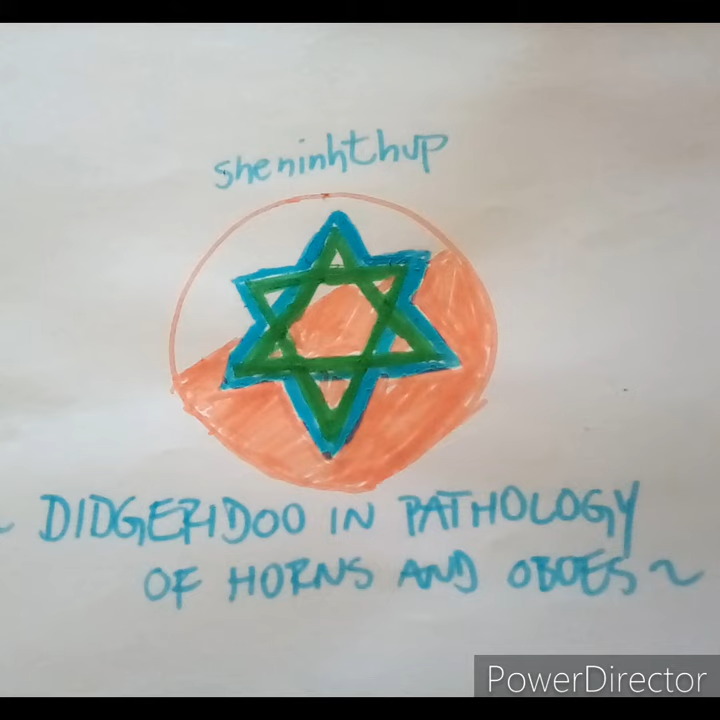 sheninhthup
~ DIDGERIDOO IN PATHOLOGY
OF HORNS AND OBOES ~
PowerDirector